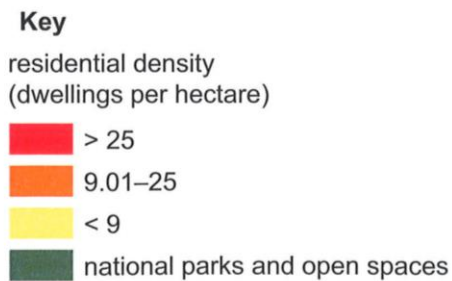 Key
residential density
(dwellings per hectare)
> 25
9.01–25
< 9
national parks and open spaces